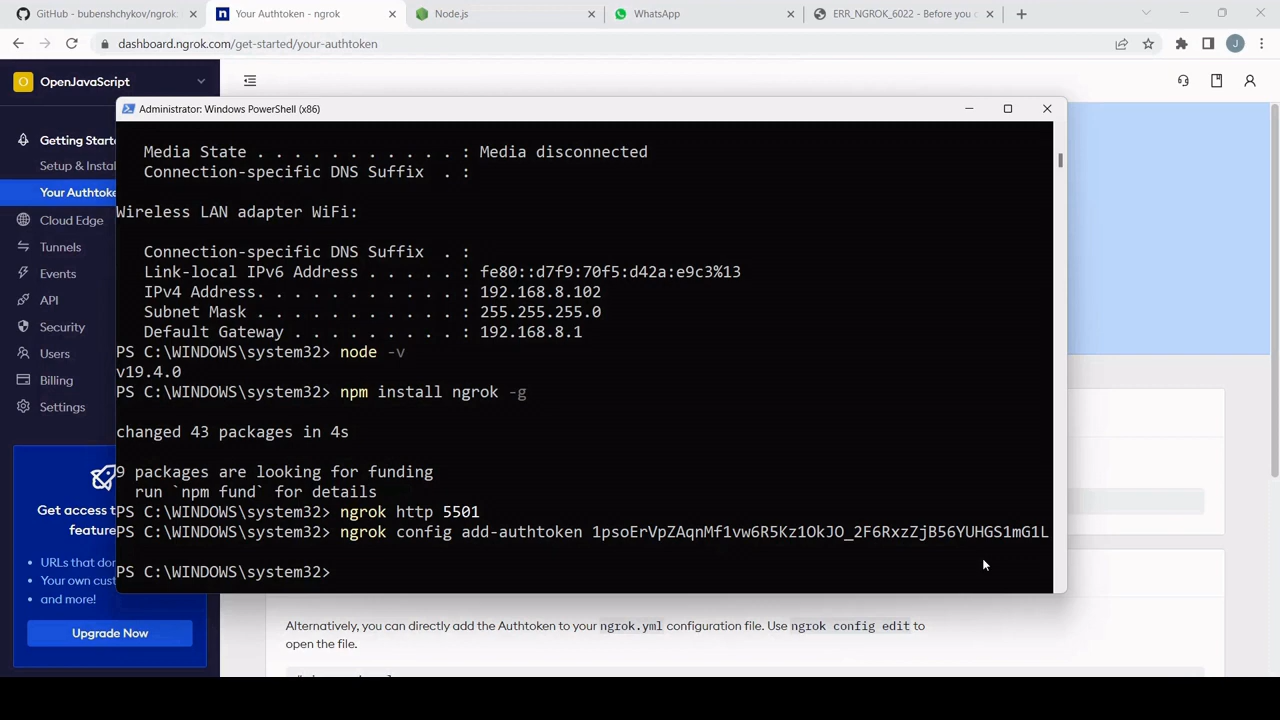 GitHub - bubenshchykov/ngrok:
Your Authtoken - ngrok
Node.js
WhatsApp
ERR_NGROK_6022 - Before you c
dashboard.ngrok.com/get-started/your-authtoken
J
O
OpenJavaScript
Getting Starte
Setup & Instal
Your Authtoke
Cloud Edge
Tunnels
Events
API
Security
Users
Billing
Settings
Get access t
feature
URLs that don
Your own cust
and more!
Upgrade Now
Administrator: Windows PowerShell (x86)
Media State . . . . . . . . . . . : Media disconnected
Connection-specific DNS Suffix  . :
Wireless LAN adapter WiFi:
Connection-specific DNS Suffix  . :
Link-local IPv6 Address . . . . . : fe80::d7f9:70f5:d42a:e9c3%13
IPv4 Address. . . . . . . . . . . : 192.168.8.102
Subnet Mask . . . . . . . . . . . : 255.255.255.0
Default Gateway . . . . . . . . . : 192.168.8.1
PS C:\WINDOWS\system32> node -v
v19.4.0
PS C:\WINDOWS\system32> npm install ngrok -g
changed 43 packages in 4s
9 packages are looking for funding
run `npm fund` for details
PS C:\WINDOWS\system32> ngrok http 5501
PS C:\WINDOWS\system32> ngrok config add-authtoken 1psoErVpZAqnMf1vw6R5Kz1OkJO_2F6RxzZjB56YUHGS1mG1L
PS C:\WINDOWS\system32>
Alternatively, you can directly add the Authtoken to your ngrok.yml configuration file. Use ngrok config edit to
open the file.